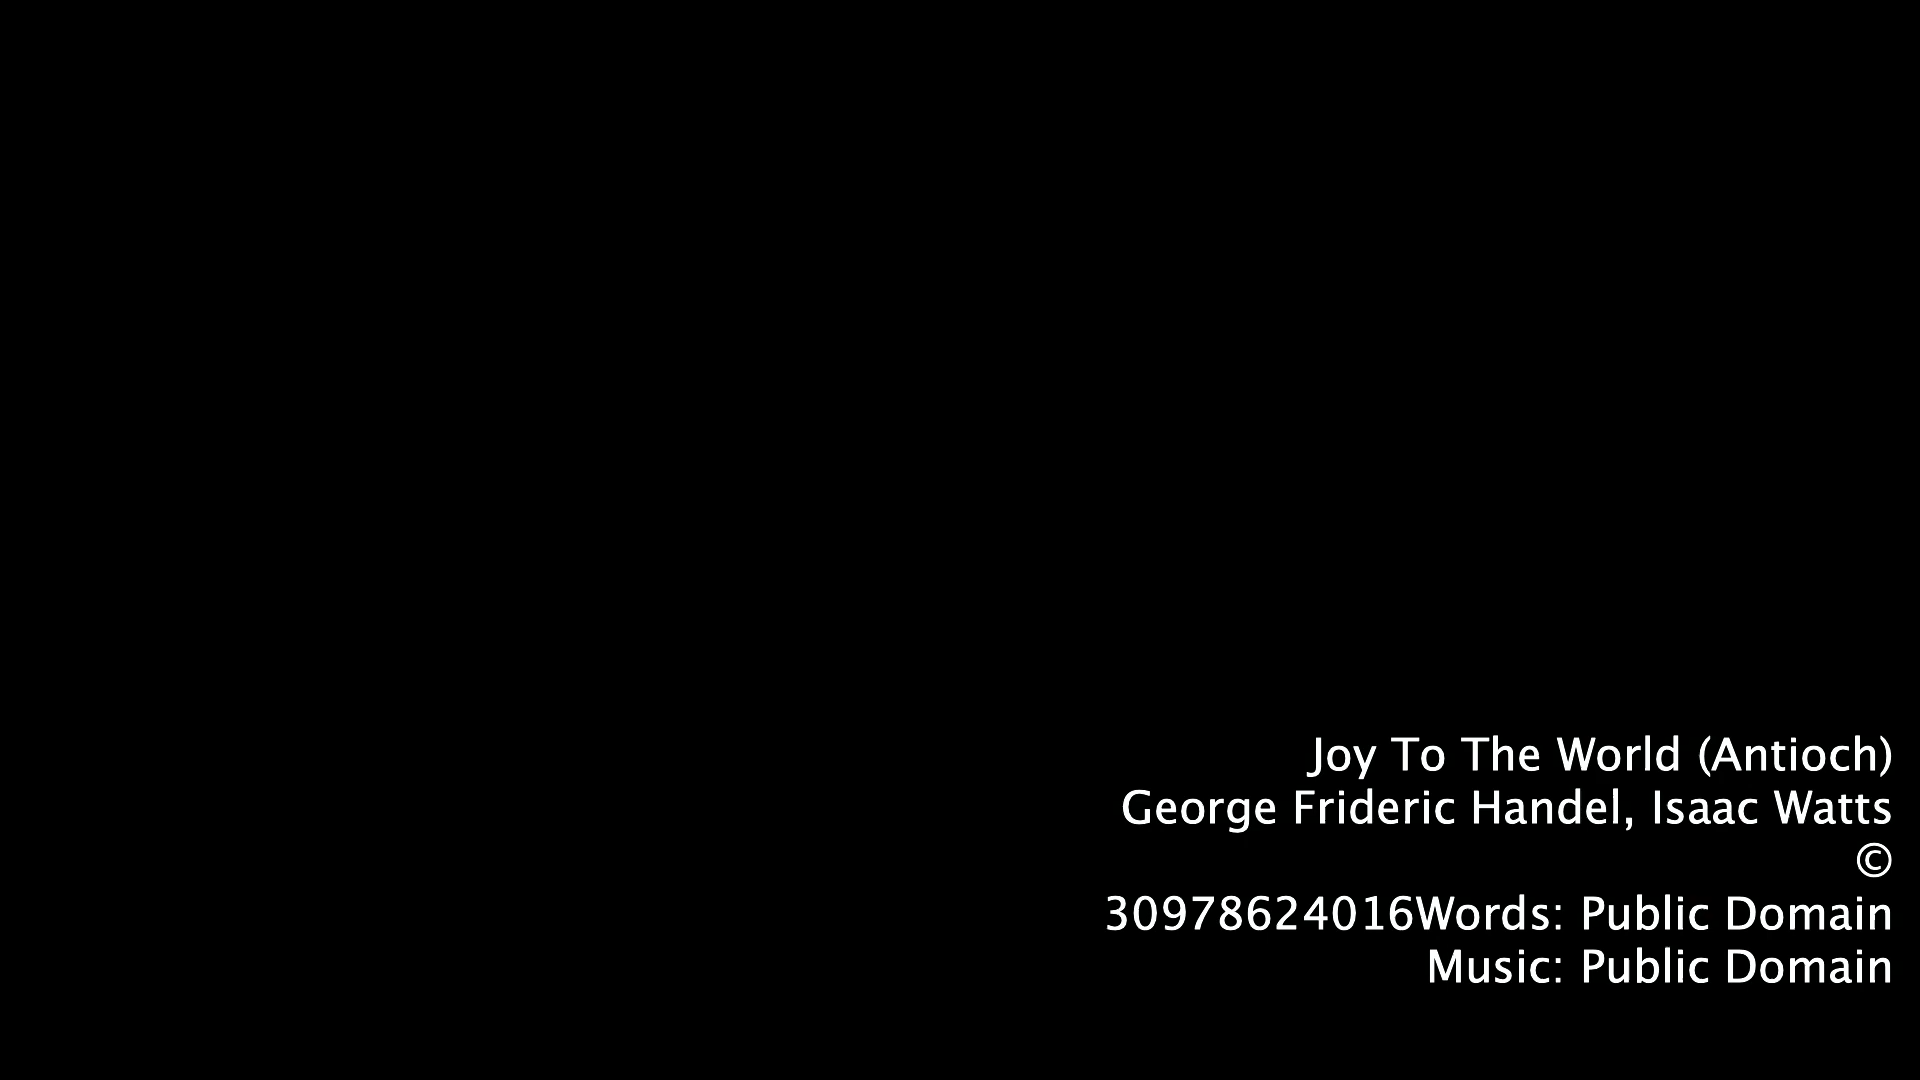 Joy To The World (Antioch)
George Frideric Handel, Isaac Watts
©
30978624016Words: Public Domain
Music: Public Domain